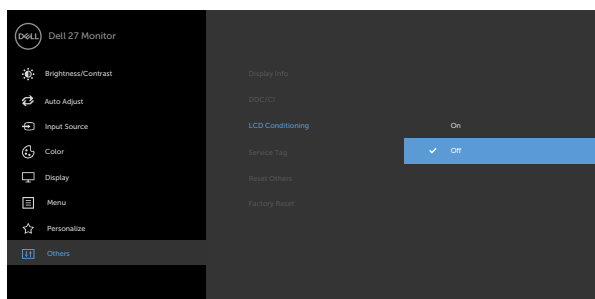 DELL Dell 27 Monitor
Brightness/Contrast
Auto Adjust
Input Source
Color
Display
Menu
Personalize
Others
Display Info
DDC/CI
LCD Conditioning
Service Tag
Reset Others
Factory Reset
On
Off